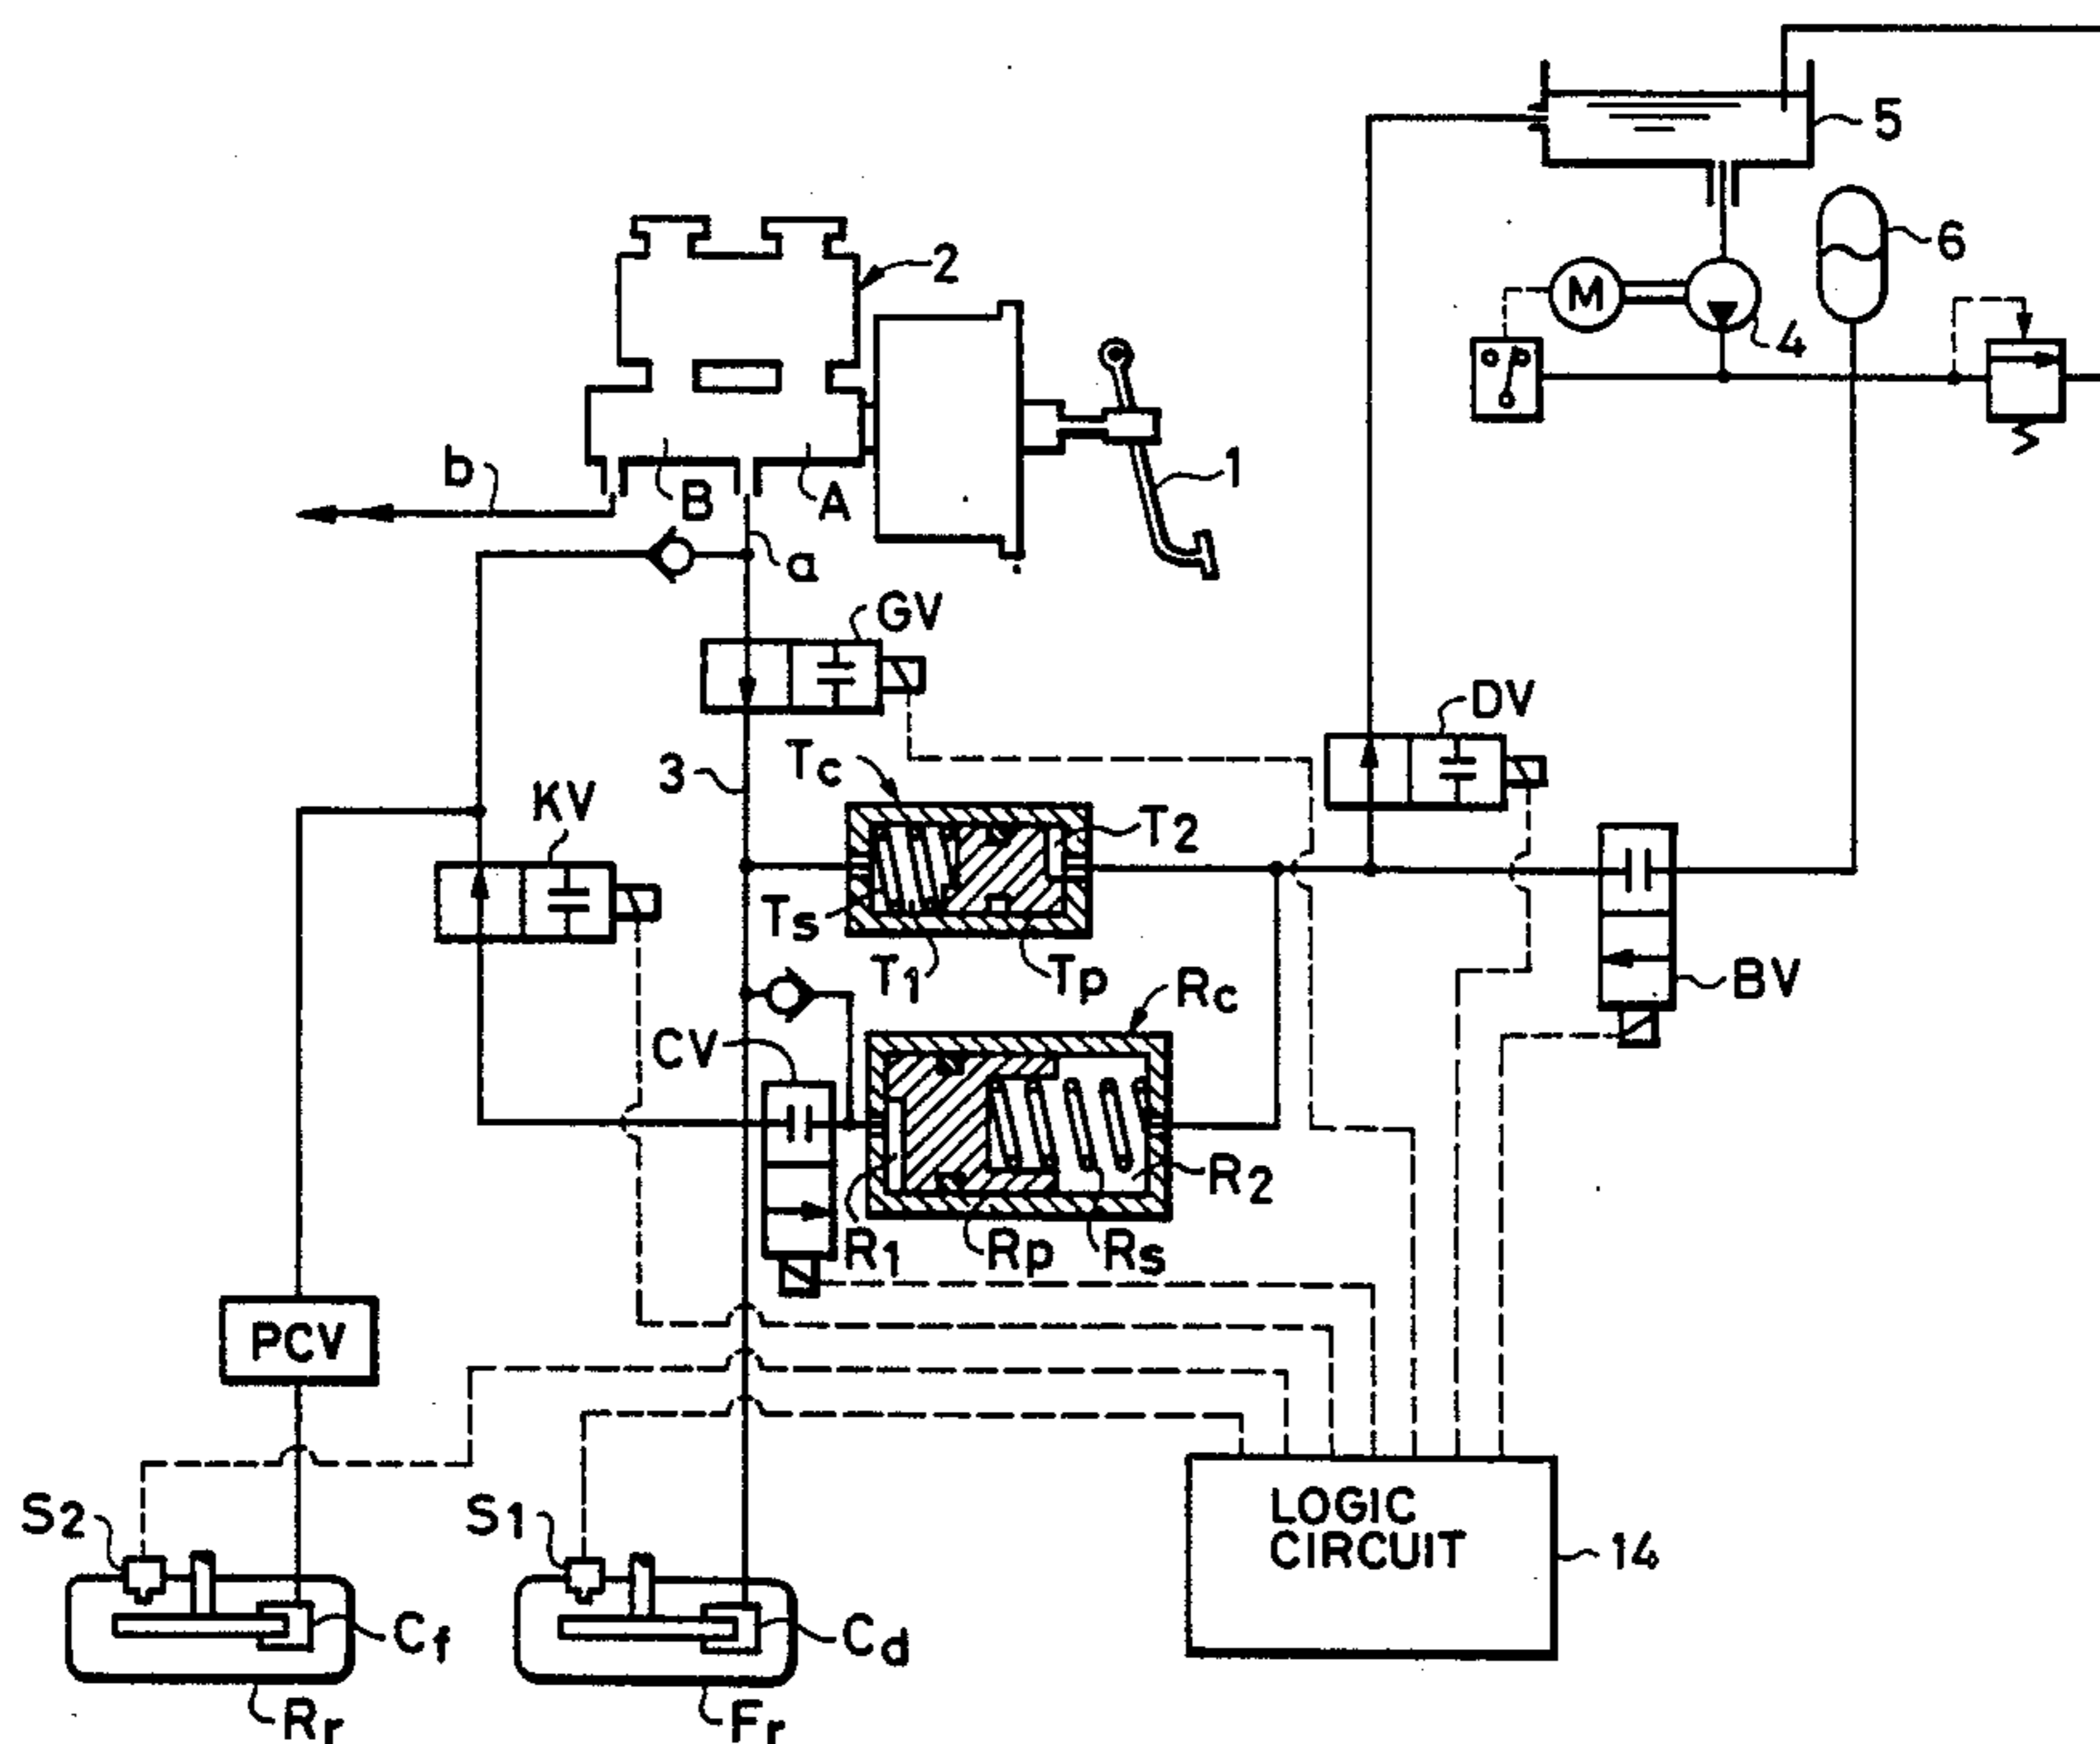 5
6
2
M
4
b
B
A
1
a
GV
DV
3
Tc
KV
T2
Ts
T1
Tp
Rc
BV
CV
R2
R1
Rp
Rs
PCV
S2
S1
LOGIC
CIRCUIT
14
Cf
Cd
Rr
Fr